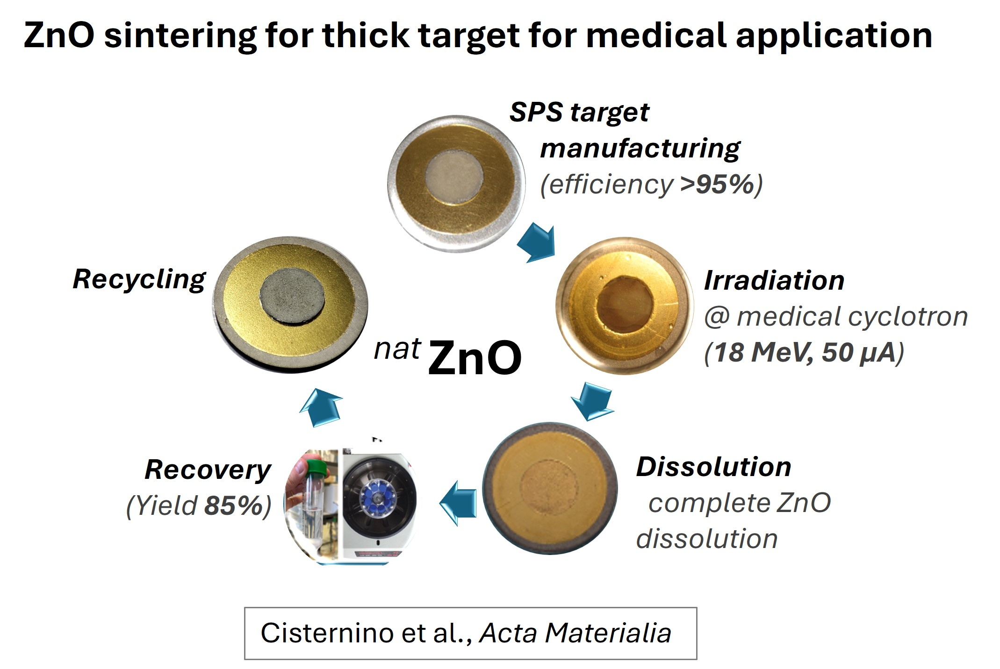 ZnO sintering for thick target for medical application
SPS target
manufacturing
(efficiency >95%)
Recycling
Irradiation
@ medical cyclotron
(18 MeV, 50 µA)
nat ZnO
Recovery
(Yield 85%)
Dissolution
complete ZnO
dissolution
Cisternino et al., Acta Materialia